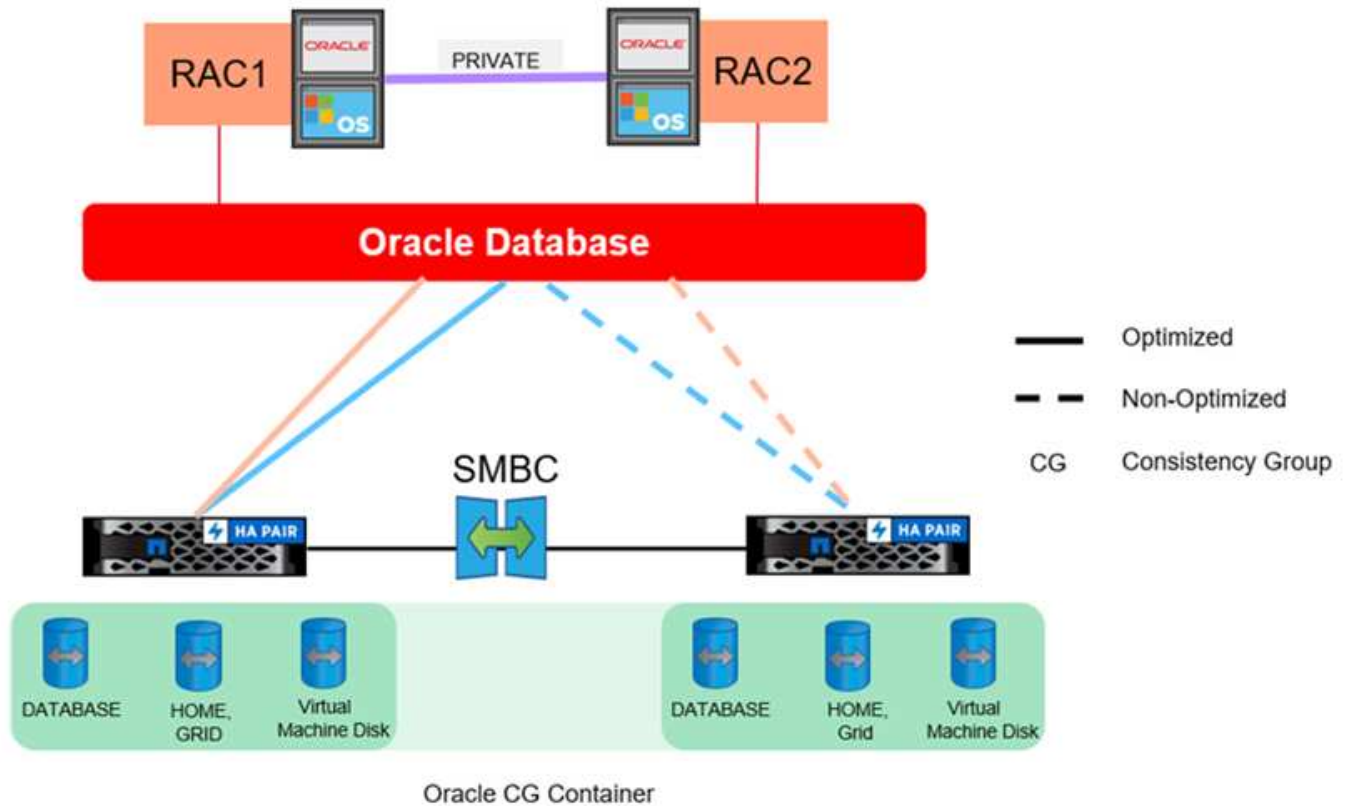 ORACLE
ORACLE
RAC1
PRIVATE
RAC2
OS
OS
Oracle Database
Optimized
Non-Optimized
SMBC
CG Consistency Group
HA PAIR
HA PAIR
DATABASE
HOME,
GRID
Virtual
Machine Disk
DATABASE
HOME,
Grid
Virtual
Machine Disk
Oracle CG Container